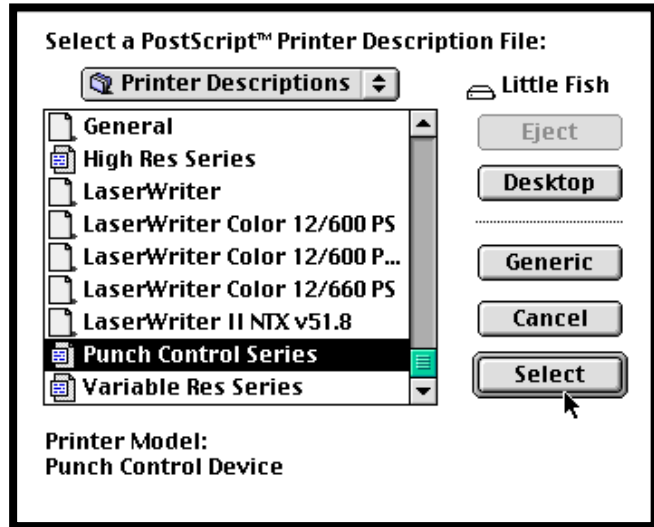 Select a PostScript™ Printer Description File:
Printer Descriptions
Little Fish
General
High Res Series
LaserWriter
LaserWriter Color 12/600 PS
LaserWriter Color 12/600 P...
LaserWriter Color 12/660 PS
LaserWriter II NTX v51.8
Punch Control Series
Variable Res Series
Eject
Desktop
Generic
Cancel
Select
Printer Model:
Punch Control Device